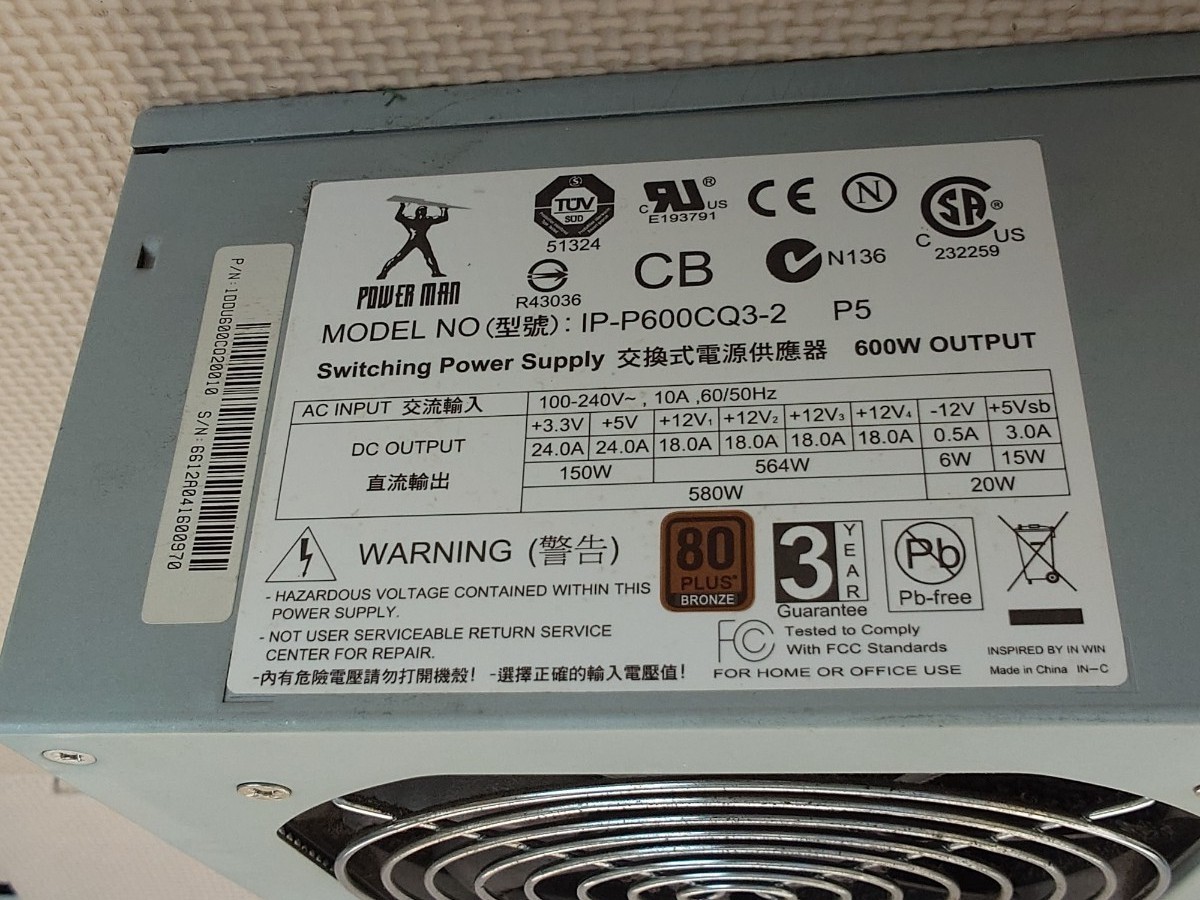 P/N:1DDU600CD20010 S/N:6612A041600970
POWER MAN
TÜV
SÜD
51324
C US ®
E193791
CE
N
SA ®
C US
232259
R43036
CB
N136
MODEL NO (型號): IP-P600CQ3-2 P5
Switching Power Supply 交換式電源供應器 600W OUTPUT
AC INPUT 交流輸入 100-240V~ , 10A ,60/50Hz
DC OUTPUT
直流輸出
+3.3V +5V +12V1 +12V2 +12V3 +12V4 -12V +5Vsb
24.0A 24.0A 18.0A 18.0A 18.0A 18.0A 0.5A 3.0A
150W 564W 6W 15W
580W 20W
WARNING (警告)
- HAZARDOUS VOLTAGE CONTAINED WITHIN THIS
POWER SUPPLY.
- NOT USER SERVICEABLE RETURN SERVICE
CENTER FOR REPAIR.
-內有危險電壓請勿打開機殼! -選擇正確的輸入電壓值!
80
PLUS
BRONZE
3 YEAR
Guarantee
Pb
Pb-free
FC Tested to Comply
With FCC Standards
FOR HOME OR OFFICE USE
INSPIRED BY IN WIN
Made in China IN-C